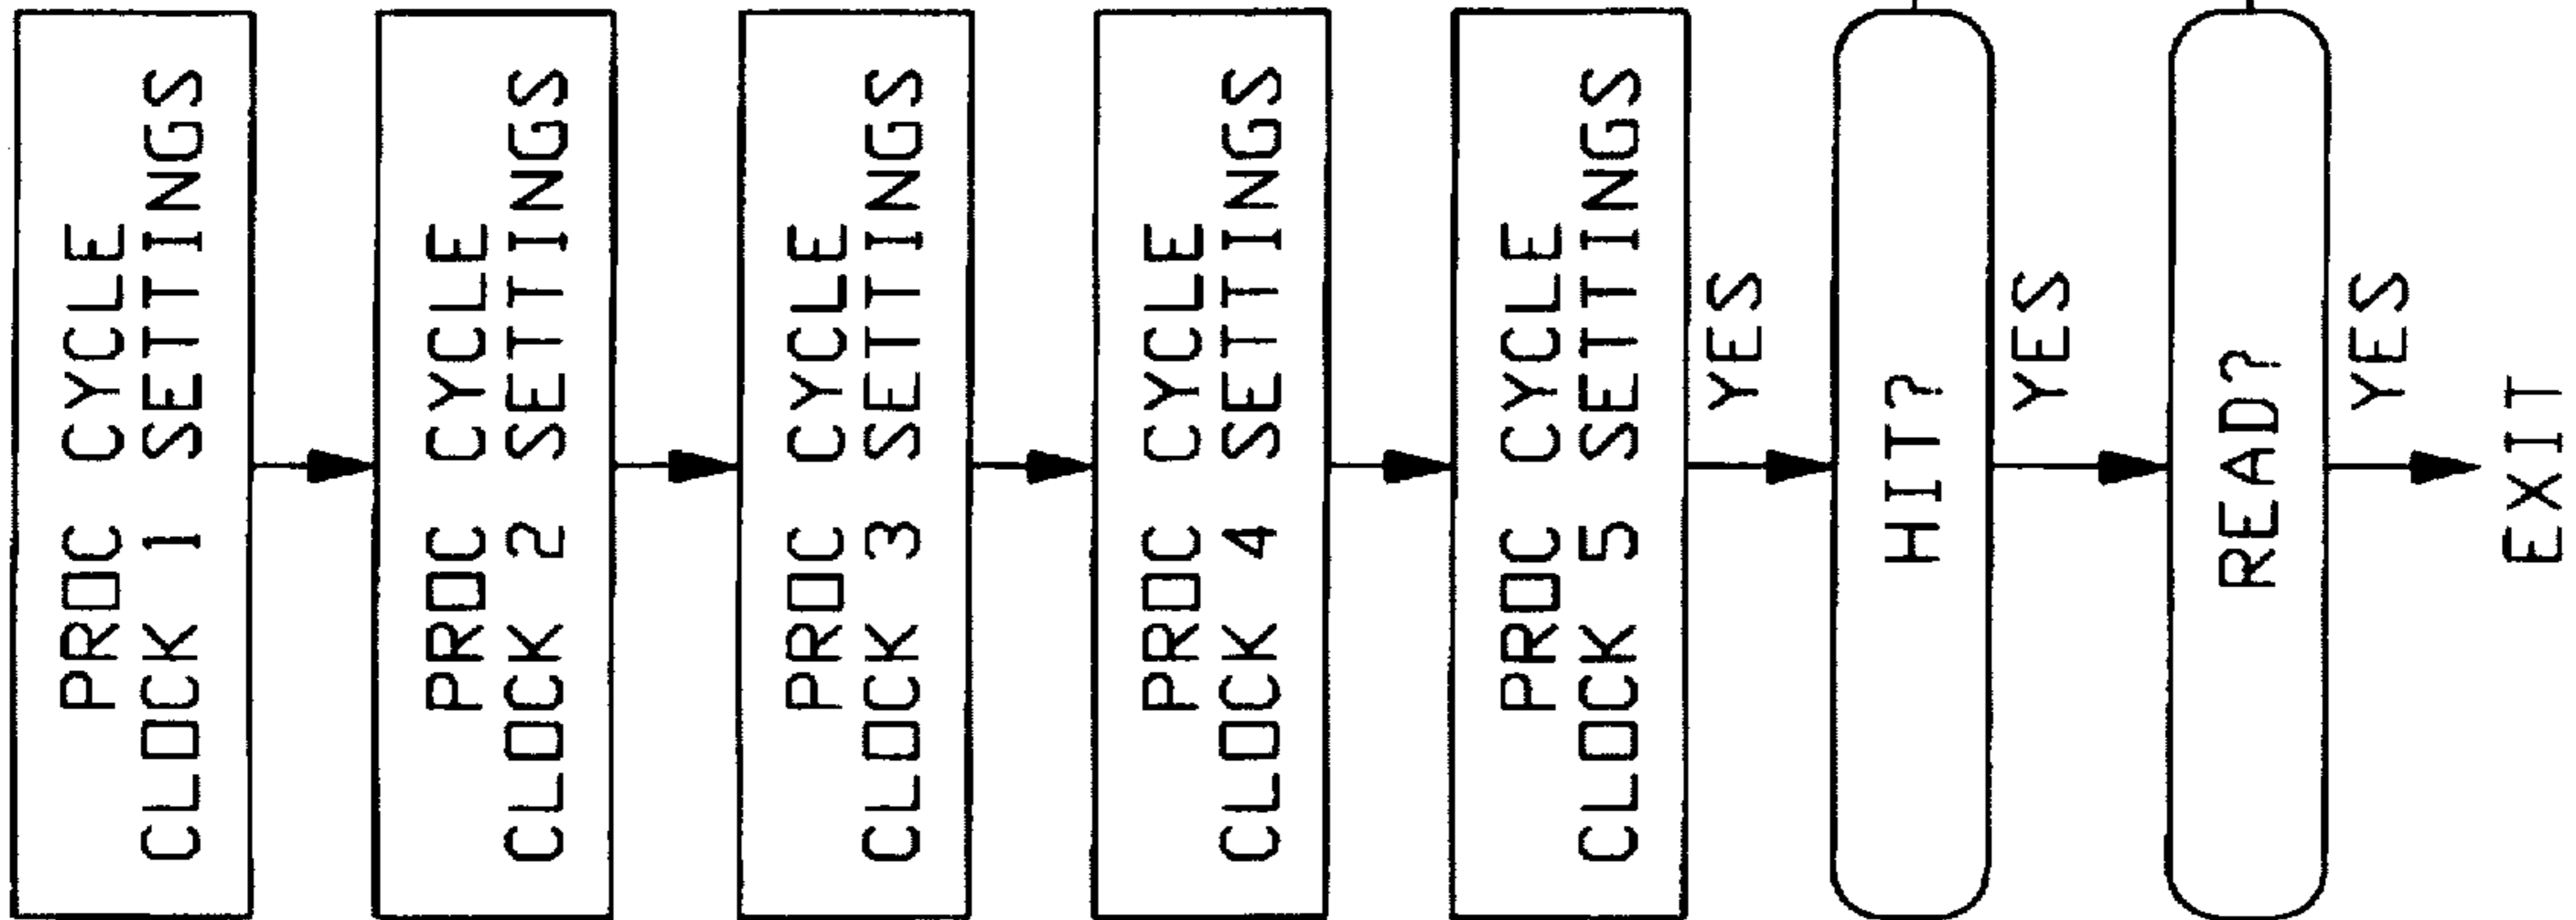 PROC CYCLE
CLOCK 1 SETTINGS
PROC CYCLE
CLOCK 2 SETTINGS
PROC CYCLE
CLOCK 3 SETTINGS
PROC CYCLE
CLOCK 4 SETTINGS
PROC CYCLE
CLOCK 5 SETTINGS
YES
HIT?
YES
READ?
YES
EXIT